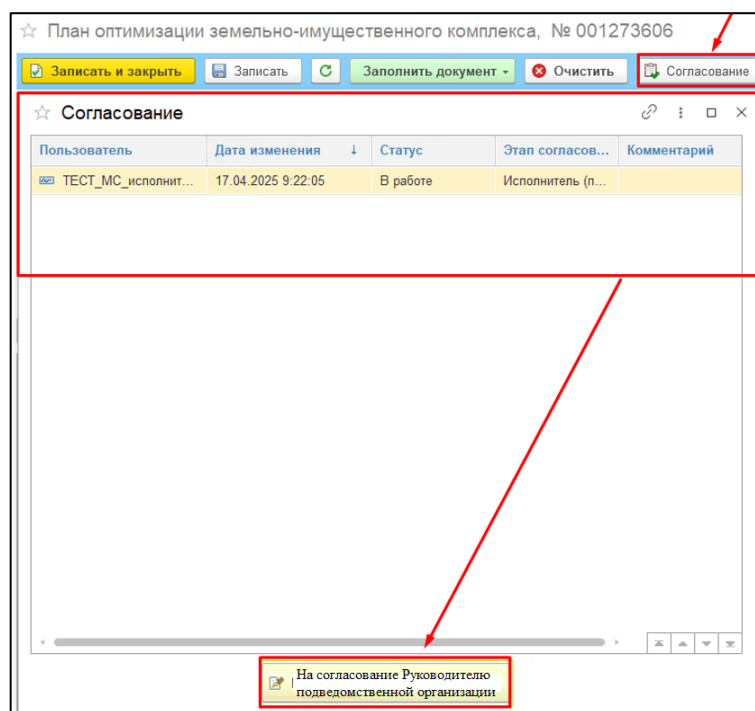 План оптимизации земельно-имущественного комплекса, № 001273606
Записать и закрыть Записать Заполнить документ Очистить Согласование
Согласование
Пользователь Дата изменения ↓ Статус Этап согласов... Комментарий
ТЕСТ_МС_исполнит... 17.04.2025 9:22:05 В работе Исполнитель (п...
На согласование Руководителю
подведомственной организации